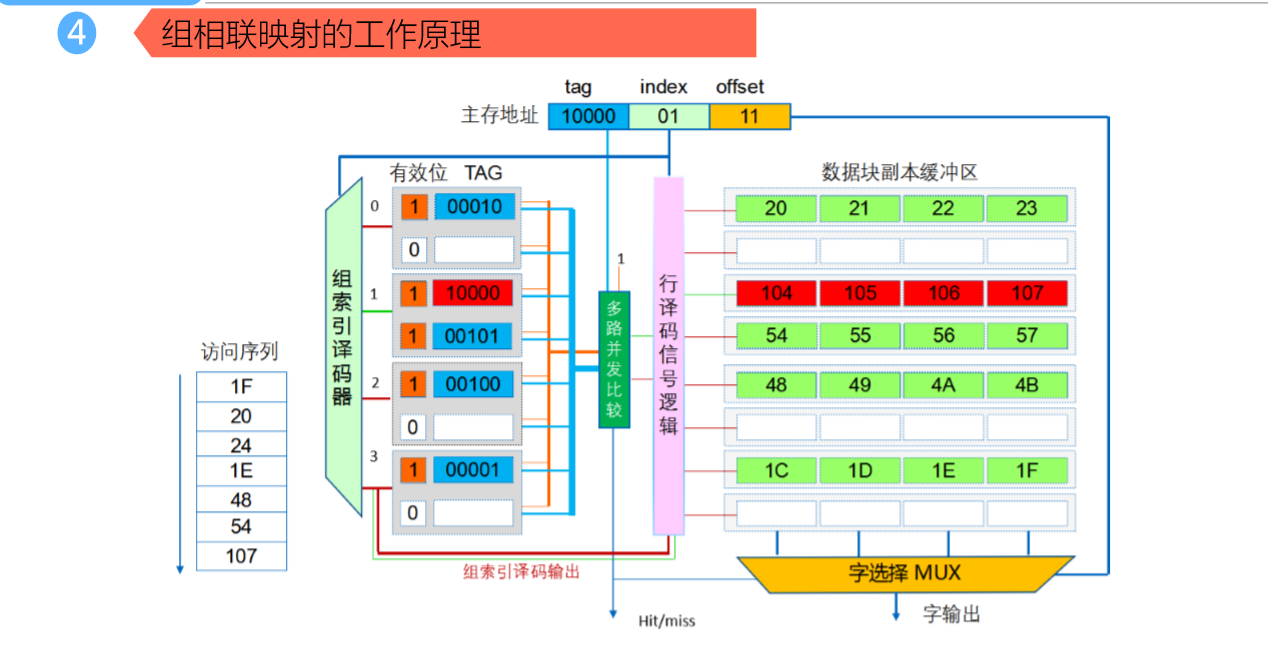 4 组相联映射的工作原理
tag index offset
主存地址 10000 01 11
有效位 TAG 数据块副本缓冲区
0 1 00010 20 21 22 23
0
1 1 10000 104 105 106 107
1 00101 54 55 56 57
2 1 00100 48 49 4A 4B
0
3 1 00001 1C 1D 1E 1F
0
组索引译码器
1
多路并发比较
行译码信号逻辑
访问序列
1F
20
24
1E
48
54
107
组索引译码输出
字选择 MUX
Hit/miss
字输出